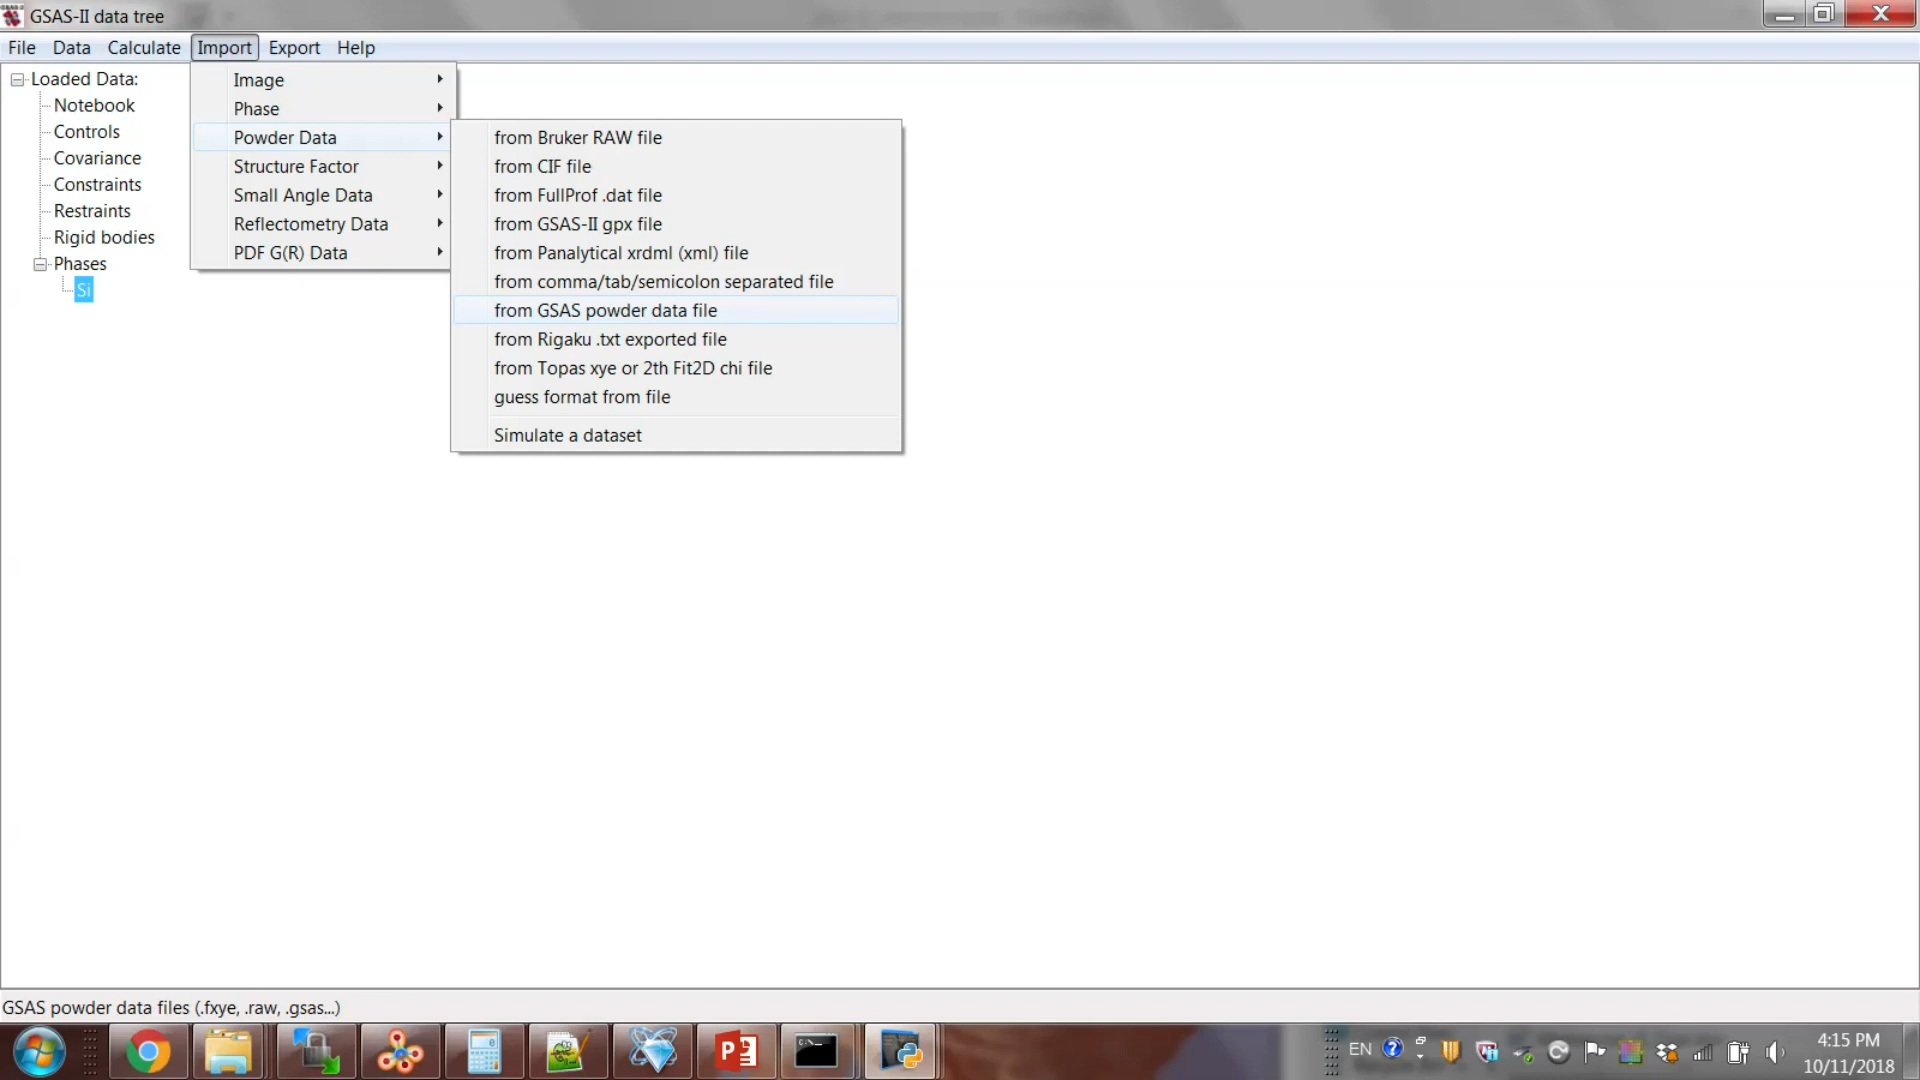 GSAS-II data tree
File Data Calculate Import Export Help
Loaded Data:
Notebook
Controls
Covariance
Constraints
Restraints
Rigid bodies
Phases
Si
Image
Phase
Powder Data
Structure Factor
Small Angle Data
Reflectometry Data
PDF G(R) Data
from Bruker RAW file
from CIF file
from FullProf .dat file
from GSAS-II gpx file
from Panalytical xrdml (xml) file
from comma/tab/semicolon separated file
from GSAS powder data file
from Rigaku .txt exported file
from Topas xye or 2th Fit2D chi file
guess format from file
Simulate a dataset
GSAS powder data files (.fxye, .raw, .gsas...)
EN
4:15 PM
10/11/2018